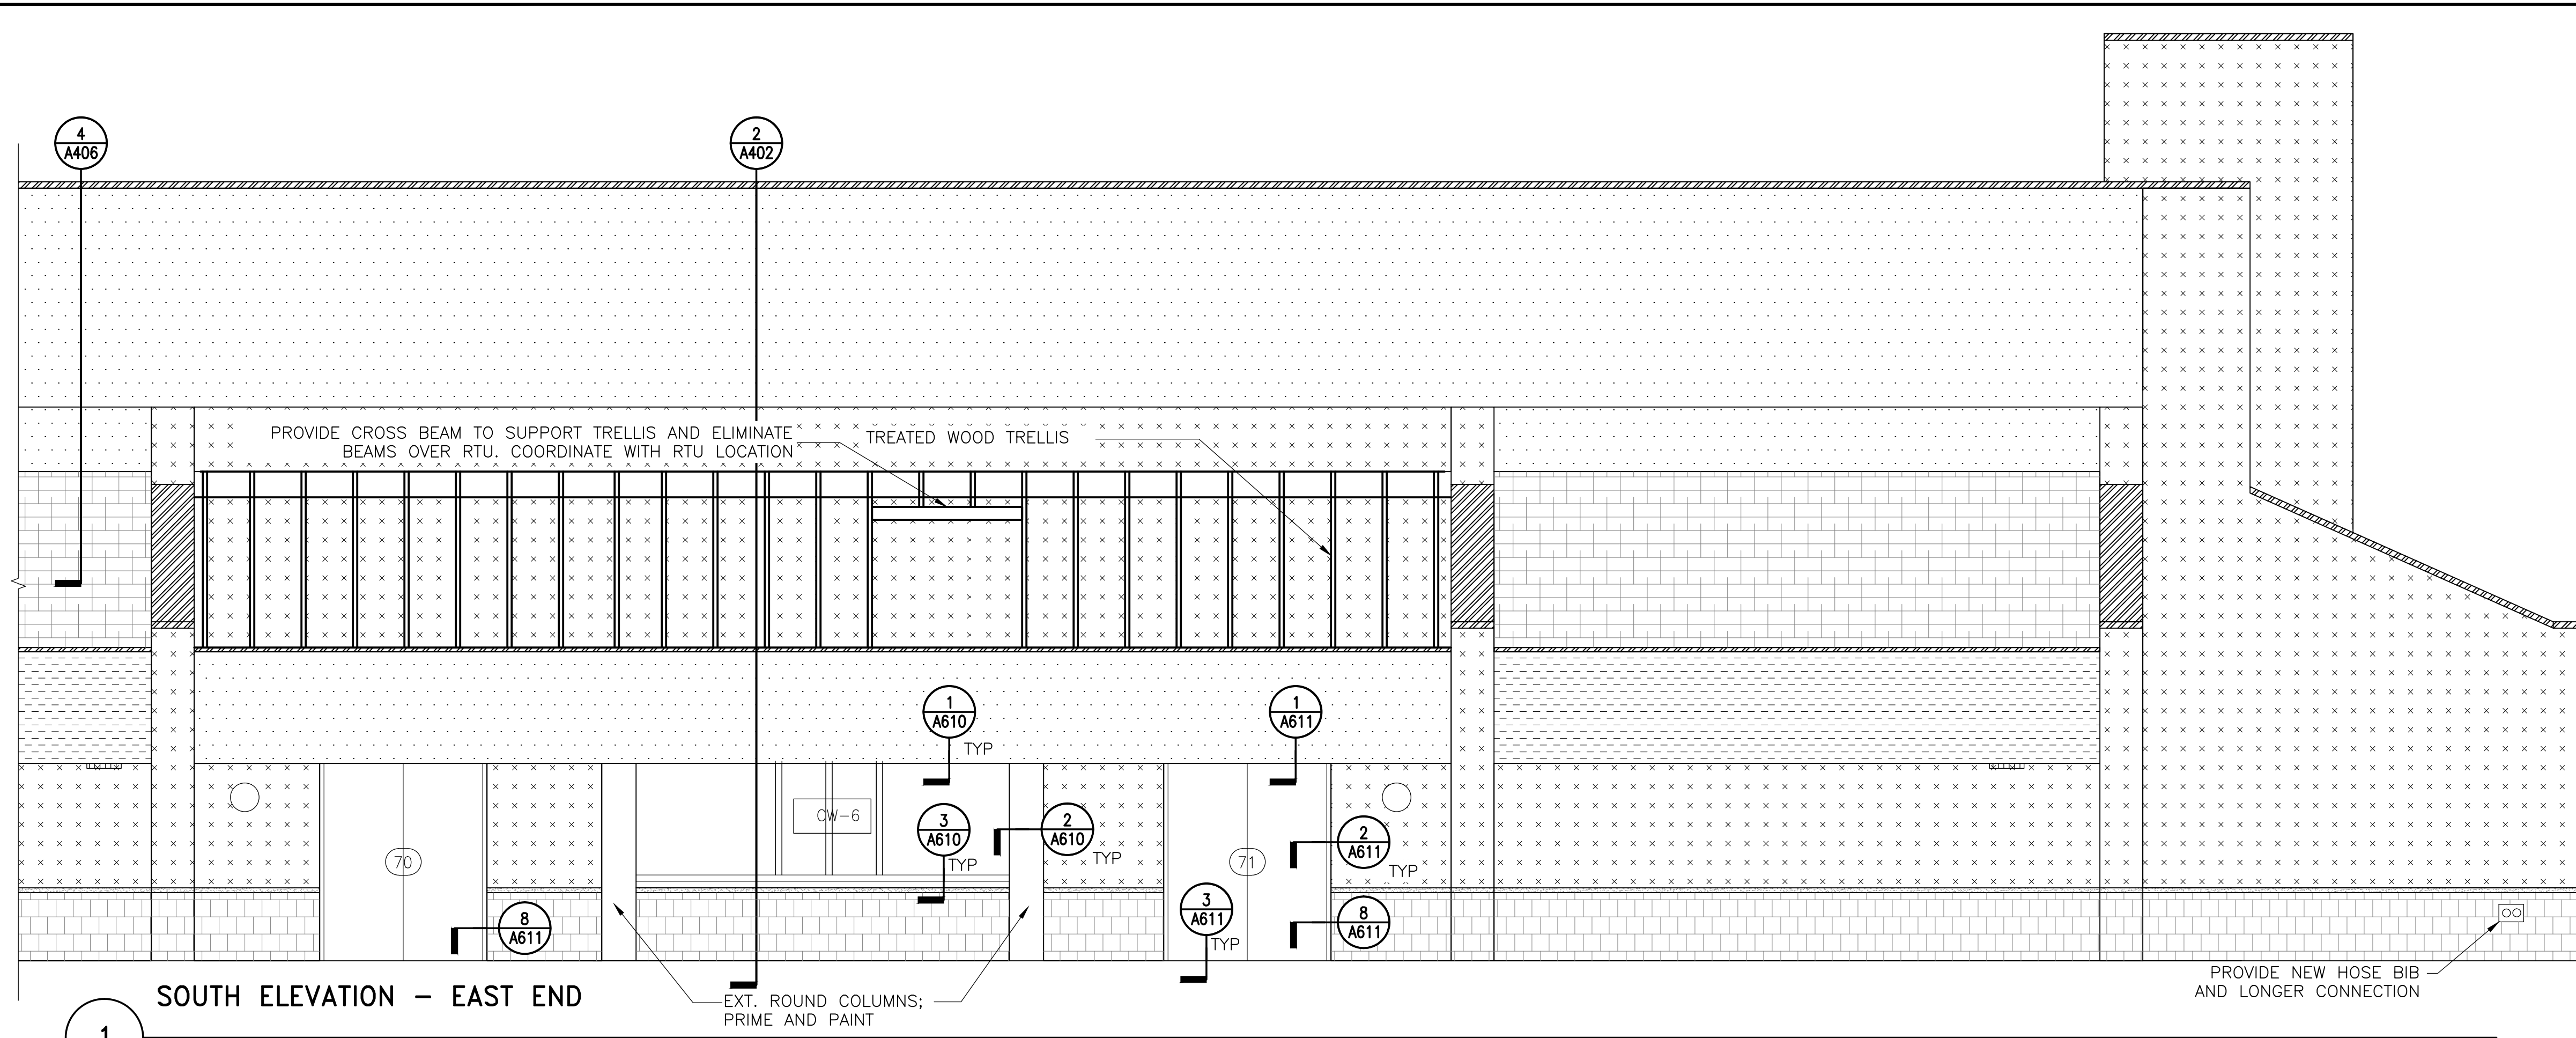 4
A406
2
A402
PROVIDE CROSS BEAM TO SUPPORT TRELLIS AND ELIMINATE
BEAMS OVER RTU. COORDINATE WITH RTU LOCATION
TREATED WOOD TRELLIS
1
A610
TYP
1
A611
CW-6
3
A610
TYP
2
A610
TYP
2
A611
TYP
70
71
3
A611
TYP
8
A611
8
A611
EXT. ROUND COLUMNS;
PRIME AND PAINT
PROVIDE NEW HOSE BIB
AND LONGER CONNECTION
SOUTH ELEVATION - EAST END
1